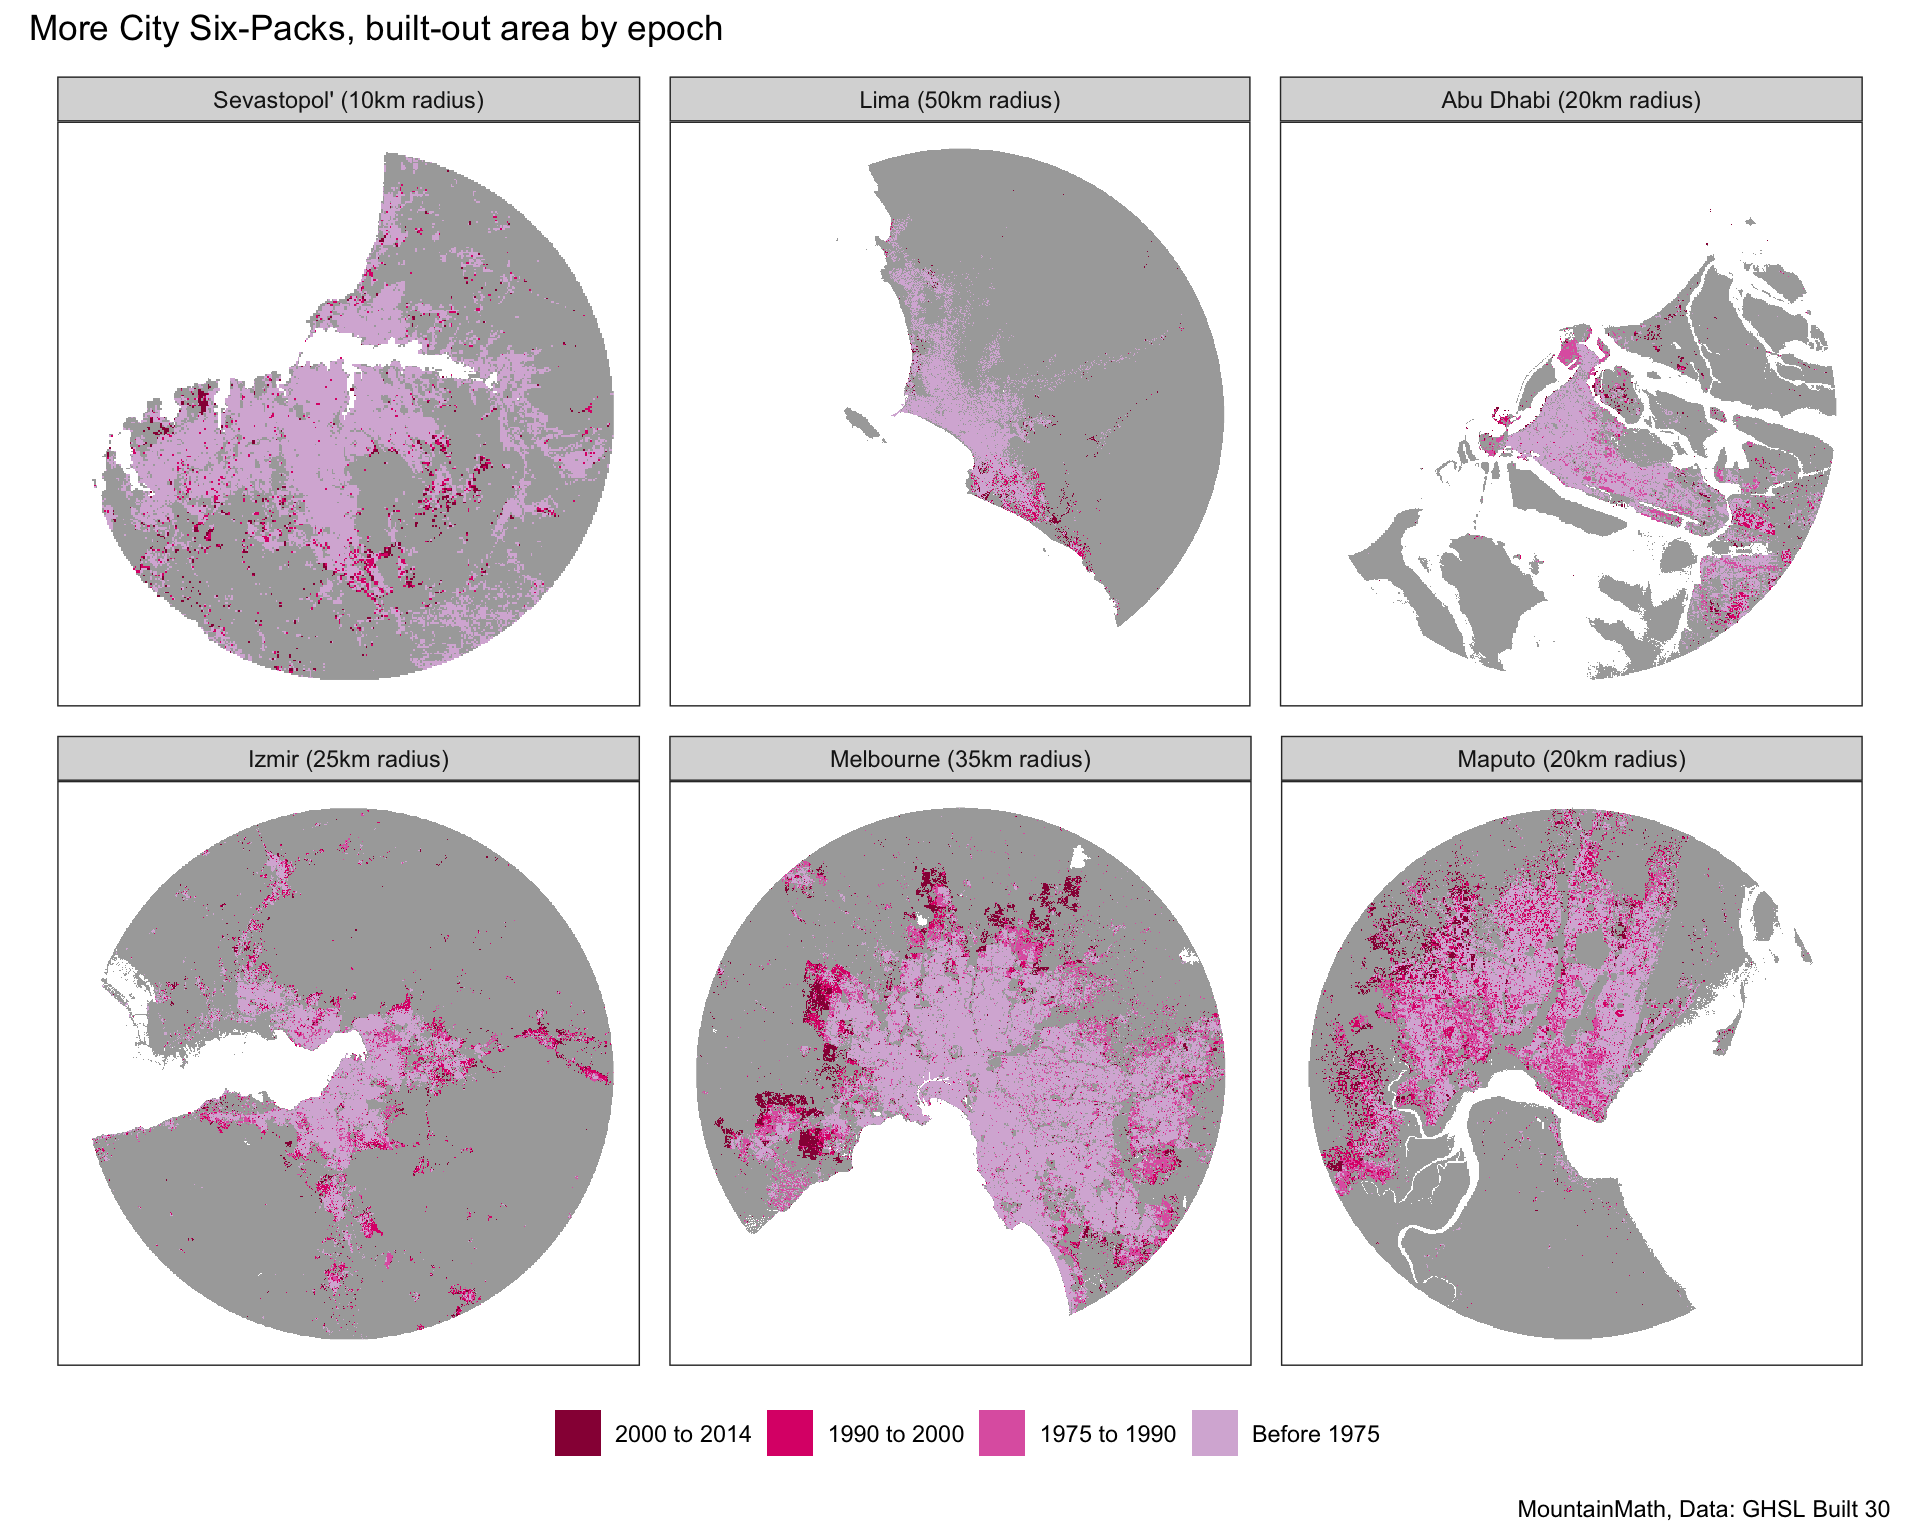 More City Six-Packs, built-out area by epoch
Sevastopol' (10km radius)
Lima (50km radius)
Abu Dhabi (20km radius)
Izmir (25km radius)
Melbourne (35km radius)
Maputo (20km radius)
2000 to 2014
1990 to 2000
1975 to 1990
Before 1975
MountainMath, Data: GHSL Built 30